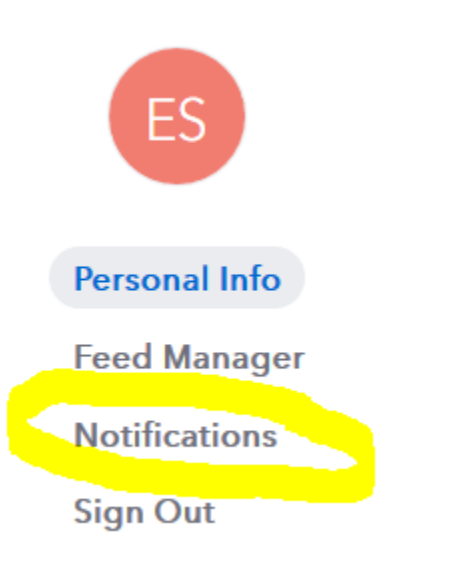 ES
Personal Info
Feed Manager
Notifications
Sign Out